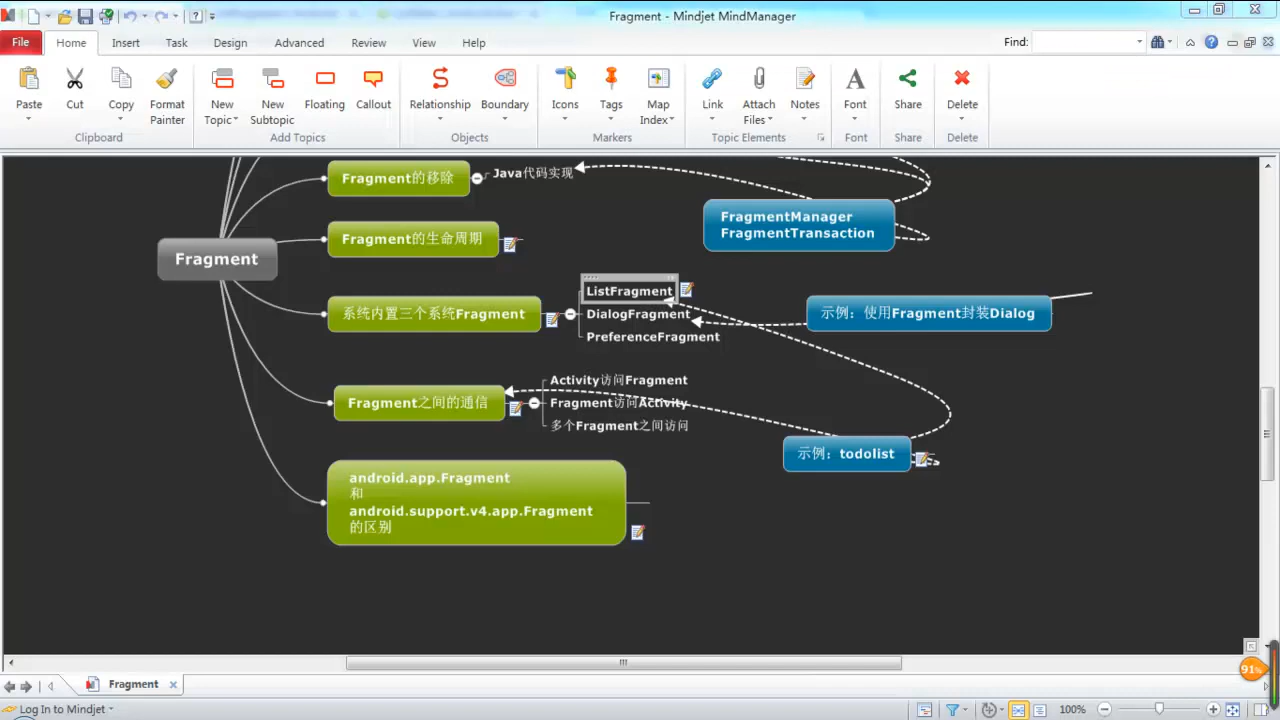 Fragment - Mindjet MindManager
File
Home
Insert
Task
Design
Advanced
Review
View
Help
Find:
Paste
Cut
Copy
Format
Painter
New
Topic
New
Subtopic
Floating
Callout
Relationship
Boundary
Icons
Tags
Map
Index
Link
Attach
Files
Notes
Font
Share
Delete
Clipboard
Add Topics
Objects
Markers
Topic Elements
Font
Share
Delete
Fragment的移除
Java代码实现
FragmentManager
FragmentTransaction
Fragment的生命周期
Fragment
ListFragment
系统内置三个系统Fragment
DialogFragment
示例：使用Fragment封装Dialog
PreferenceFragment
Activity访问Fragment
Fragment之间的通信
Fragment访问Activity
多个Fragment之间访问
示例：todolist
android.app.Fragment
和
android.support.v4.app.Fragment
的区别
91%
Fragment
Log In to Mindjet
100%